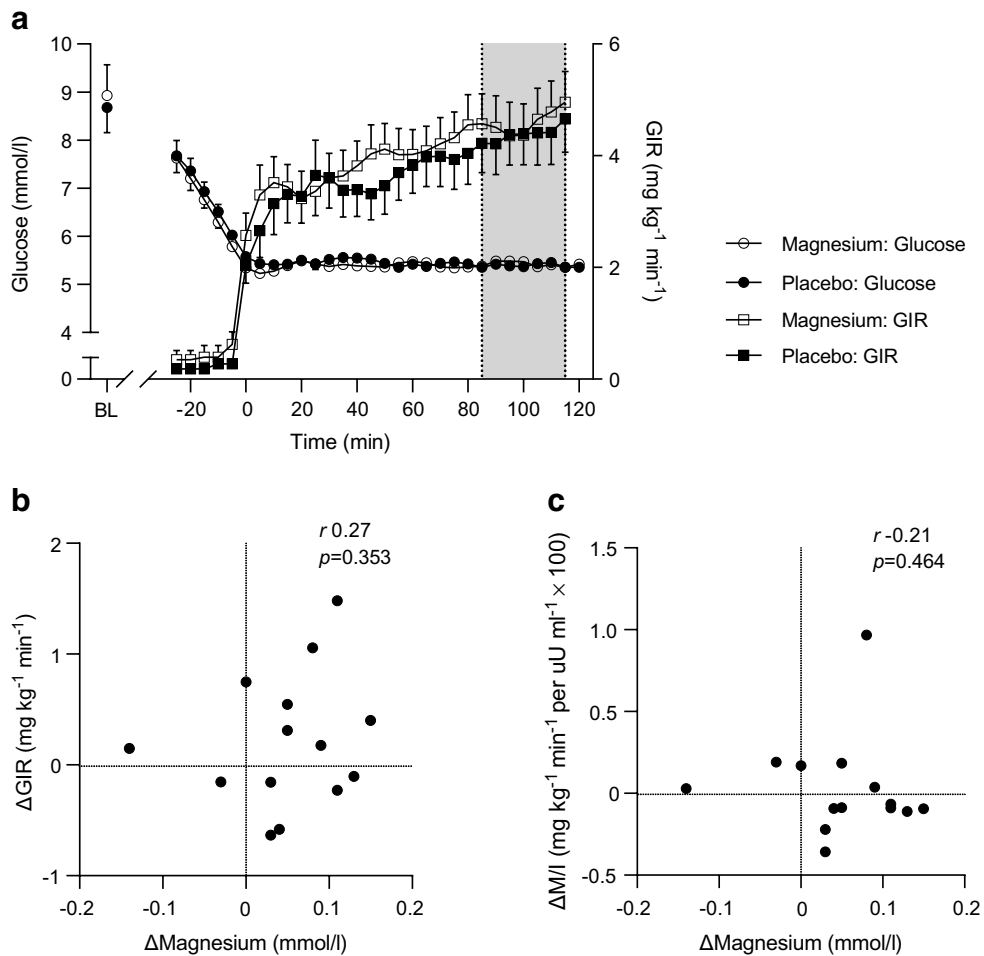 a
10
9
8
7
6
5
4
0
Glucose (mmol/l)
6
4
2
0
GIR (mg kg⁻¹ min⁻¹)
BL
-20 0 20 40 60 80 100 120
Time (min)
Magnesium: Glucose
Placebo: Glucose
Magnesium: GIR
Placebo: GIR
b
r 0.27
p=0.353
2
1
0
-1
ΔGIR (mg kg⁻¹ min⁻¹)
-0.2 -0.1 0 0.1 0.2
ΔMagnesium (mmol/l)
c
r -0.21
p=0.464
1.5
1.0
0.5
0
-0.5
ΔM/I (mg kg⁻¹ min⁻¹ per uU ml⁻¹ × 100)
-0.2 -0.1 0 0.1 0.2
ΔMagnesium (mmol/l)